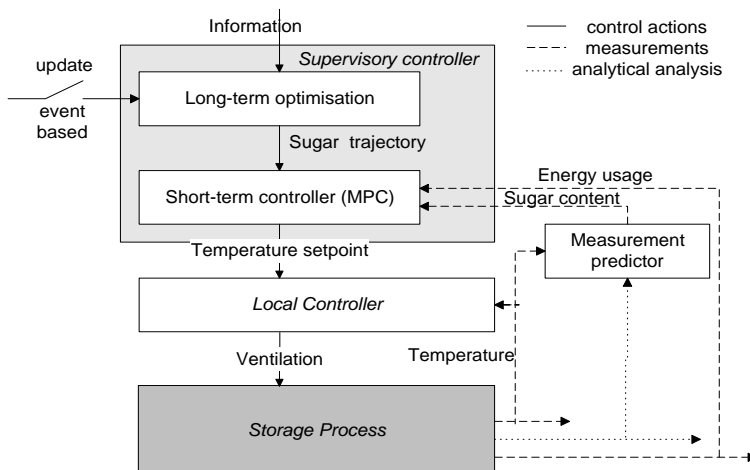 Information
control actions
measurements
analytical analysis
Supervisory controller
update
event
based
Long-term optimisation
Sugar trajectory
Short-term controller (MPC)
Energy usage
Sugar content
Temperature setpoint
Measurement
predictor
Local Controller
Ventilation
Temperature
Storage Process